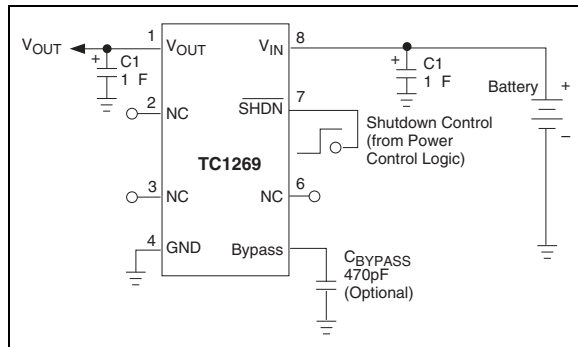 1
8
VOUT
VOUT
VIN
+
C1
1 F
+
C1
1 F
7
Battery
+
2
SHDN
NC
Shutdown Control
(from Power
Control Logic)
–
TC1269
3
6
NC
NC
4
GND
Bypass
CBYPASS
470pF
(Optional)